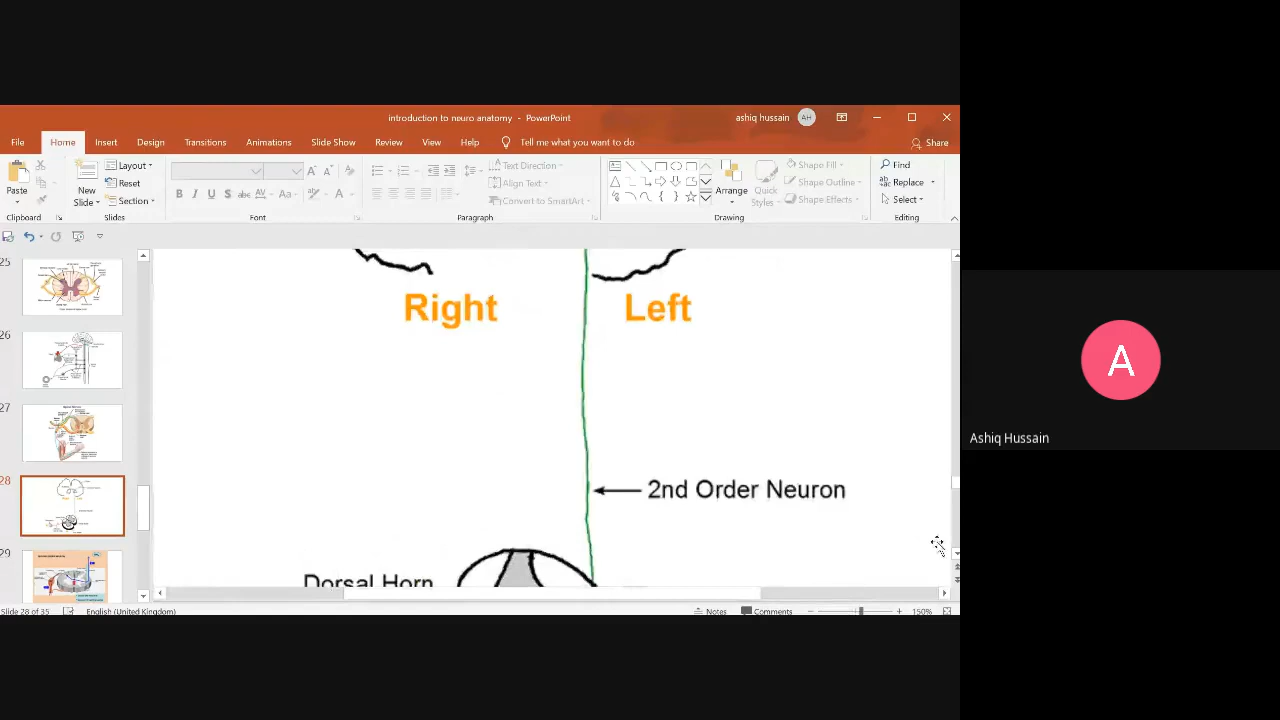 introduction to neuro anatomy - PowerPoint
ashiq hussain AH
File Home Insert Design Transitions Animations Slide Show Review View Help Tell me what you want to do Share
Paste
New Slide
Layout
Reset
Section
B I U S abc AV Aa A
Text Direction
Align Text
Convert to SmartArt
Arrange
Quick Styles
Shape Fill
Shape Outline
Shape Effects
Find
Replace
Select
Clipboard Slides Font Paragraph Drawing Editing
25
26
27
28
29
Right Left
2nd Order Neuron
Dorsal Horn
Slide 28 of 35 English (United Kingdom) Notes Comments 150%
A
Ashiq Hussain